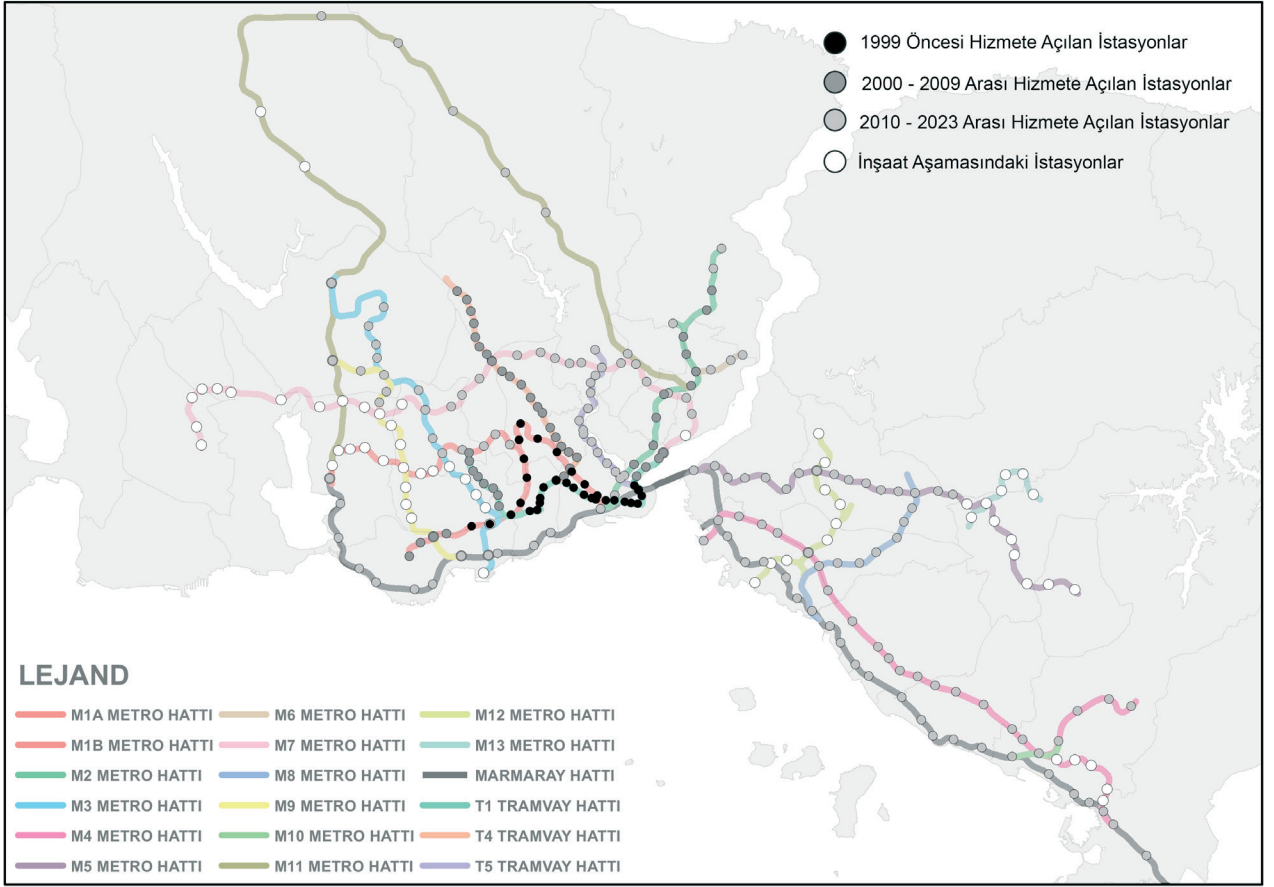 1999 Öncesi Hizmete Açılan İstasyonlar
2000 - 2009 Arası Hizmete Açılan İstasyonlar
2010 - 2023 Arası Hizmete Açılan İstasyonlar
İnşaat Aşamasındaki İstasyonlar
LEJAND
M1A METRO HATTI
M1B METRO HATTI
M2 METRO HATTI
M3 METRO HATTI
M4 METRO HATTI
M5 METRO HATTI
M6 METRO HATTI
M7 METRO HATTI
M8 METRO HATTI
M9 METRO HATTI
M10 METRO HATTI
M11 METRO HATTI
M12 METRO HATTI
M13 METRO HATTI
MARMARAY HATTI
T1 TRAMVAY HATTI
T4 TRAMVAY HATTI
T5 TRAMVAY HATTI